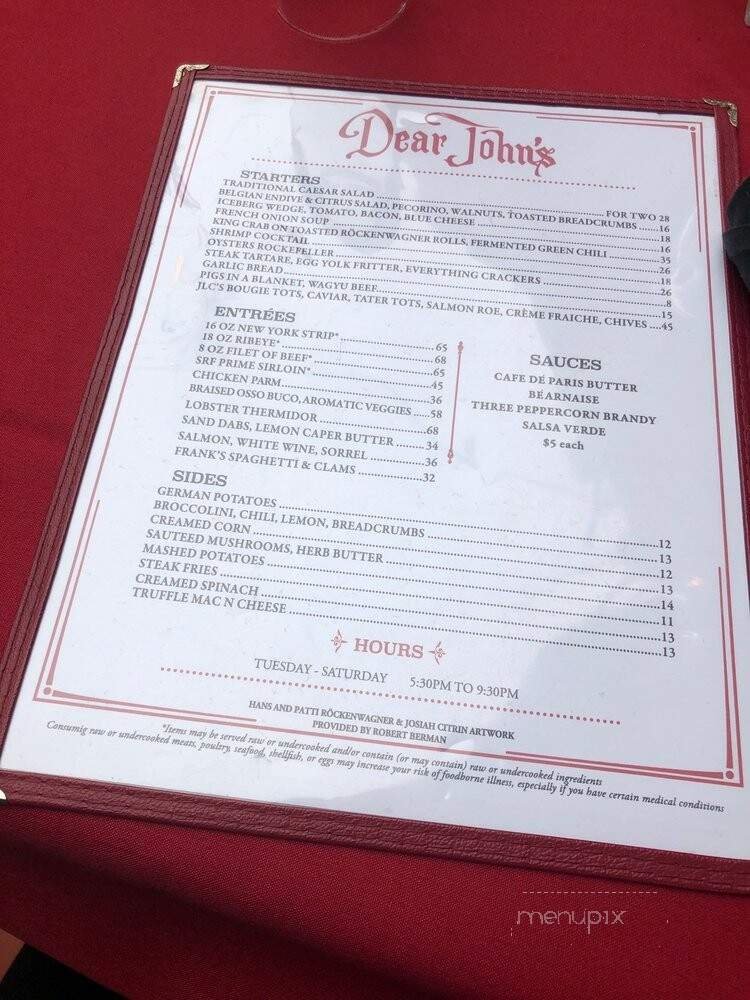 Dear John's
STARTERS
TRADITIONAL CAESAR SALAD ... FOR TWO 28
BELGIAN ENDIVE & CITRUS SALAD, PECORINO, WALNUTS, TOASTED BREADCRUMBS ...16
ICEBERG WEDGE, TOMATO, BACON, BLUE CHEESE ...18
FRENCH ONION SOUP ...16
KING CRAB ON TOASTED RÖCKENWAGNER ROLLS, FERMENTED GREEN CHILI ...35
SHRIMP COCKTAIL ...26
OYSTERS ROCKEFELLER ...18
STEAK TARTARE, EGG YOLK FRITTER, EVERYTHING CRACKERS ...26
GARLIC BREAD ...8
PIGS IN A BLANKET, WAGYU BEEF ...15
JLC'S BOUGIE TOTS, CAVIAR, TATER TOTS, SALMON ROE, CRÈME FRAICHE, CHIVES ....45
ENTRÉES
16 OZ NEW YORK STRIP* ...65
18 OZ RIBEYE* ...68
8 OZ FILET OF BEEF* ...65
SRF PRIME SIRLOIN* ...45
CHICKEN PARM ...36
BRAISED OSSO BUCO, AROMATIC VEGGIES .....58
LOBSTER THERMIDOR ...68
SAND DABS, LEMON CAPER BUTTER ........34
SALMON, WHITE WINE, SORREL ...36
FRANK'S SPAGHETTI & CLAMS ...32
SAUCES
CAFE DE PARIS BUTTER
BÉARNAISE
THREE PEPPERCORN BRANDY
SALSA VERDE
$5 each
SIDES
GERMAN POTATOES ...12
BROCCOLINI, CHILI, LEMON, BREADCRUMBS ...13
CREAMED CORN ...12
SAUTEED MUSHROOMS, HERB BUTTER ...13
MASHED POTATOES ...14
STEAK FRIES ...11
CREAMED SPINACH ...13
TRUFFLE MAC N CHEESE ...13
HOURS
TUESDAY - SATURDAY 5:30PM TO 9:30PM
HANS AND PATTI RÖCKENWAGNER & JOSIAH CITRIN ARTWORK
PROVIDED BY ROBERT BERMAN
*Items may be served raw or undercooked and/or contain (or may contain) raw or undercooked ingredients
Consumig raw or undercooked meats, poultry, seafood, shellfish, or eggs may increase your risk of foodborne illness, especially if you have certain medical conditions
menupix